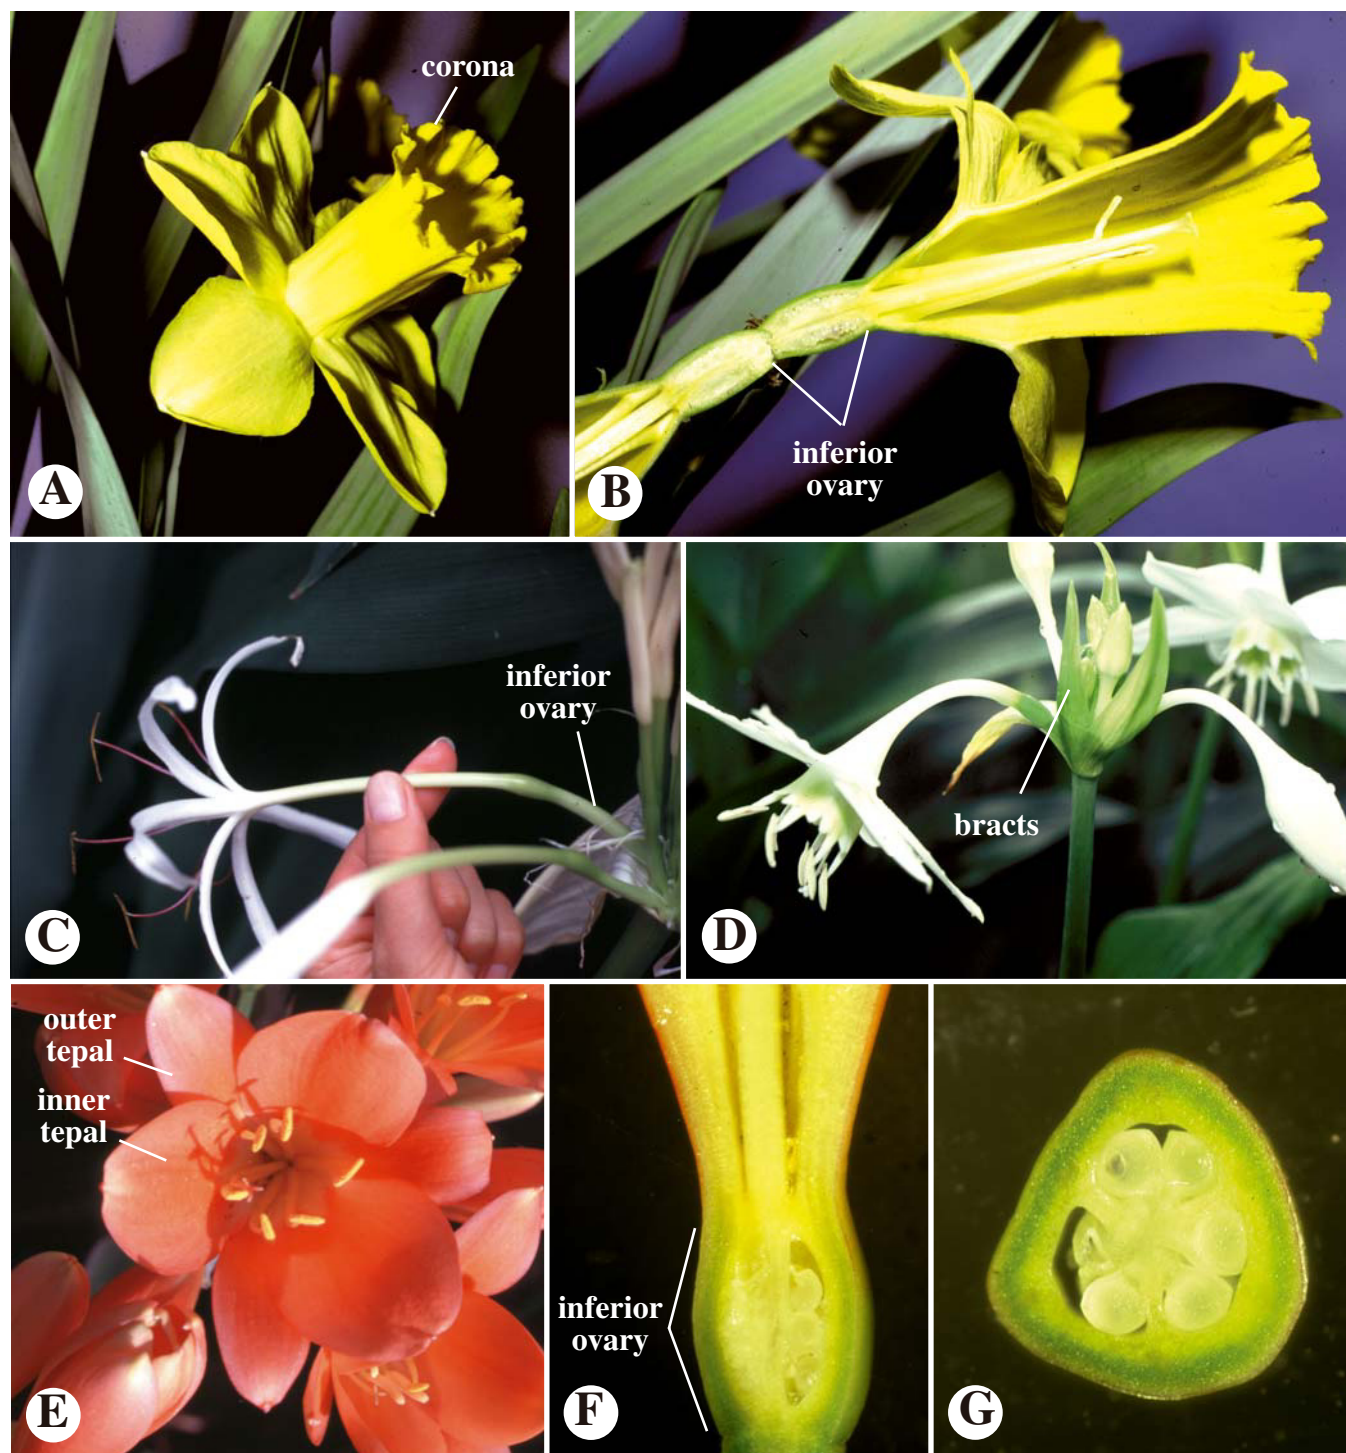 corona
A
inferior
ovary
B
inferior
ovary
C
bracts
D
outer
tepal
inner
tepal
E
inferior
ovary
F
G